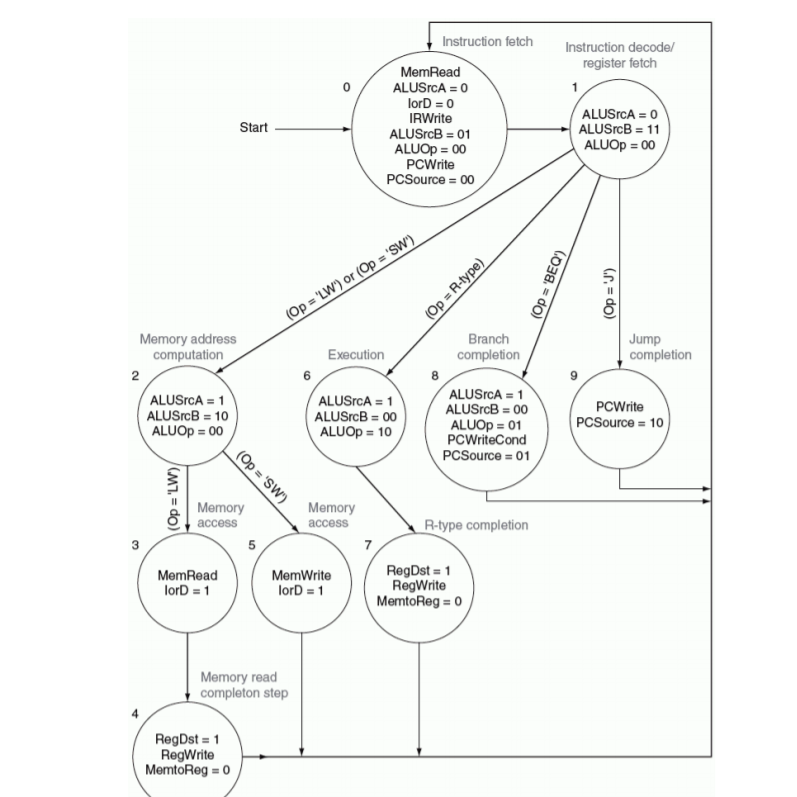 Instruction fetch
Instruction decode/
register fetch
0
MemRead
ALUSrcA = 0
IorD = 0
IRWrite
ALUSrcB = 01
ALUOp = 00
PCWrite
PCSource = 00
1
ALUSrcA = 0
ALUSrcB = 11
ALUOp = 00
Start
(Op = 'LW') or (Op = 'SW')
(Op = R-type)
(Op = 'BEQ')
(Op = 'J')
Memory address
computation
2
ALUSrcA = 1
ALUSrcB = 10
ALUOp = 00
Execution
6
ALUSrcA = 1
ALUSrcB = 00
ALUOp = 10
Branch
completion
8
ALUSrcA = 1
ALUSrcB = 00
ALUOp = 01
PCWriteCond
PCSource = 01
Jump
completion
9
PCWrite
PCSource = 10
(Op = 'LW')
(Op = 'SW')
Memory
access
3
MemRead
IorD = 1
Memory
access
5
MemWrite
IorD = 1
R-type completion
7
RegDst = 1
RegWrite
MemtoReg = 0
Memory read
completon step
4
RegDst = 1
RegWrite
MemtoReg = 0